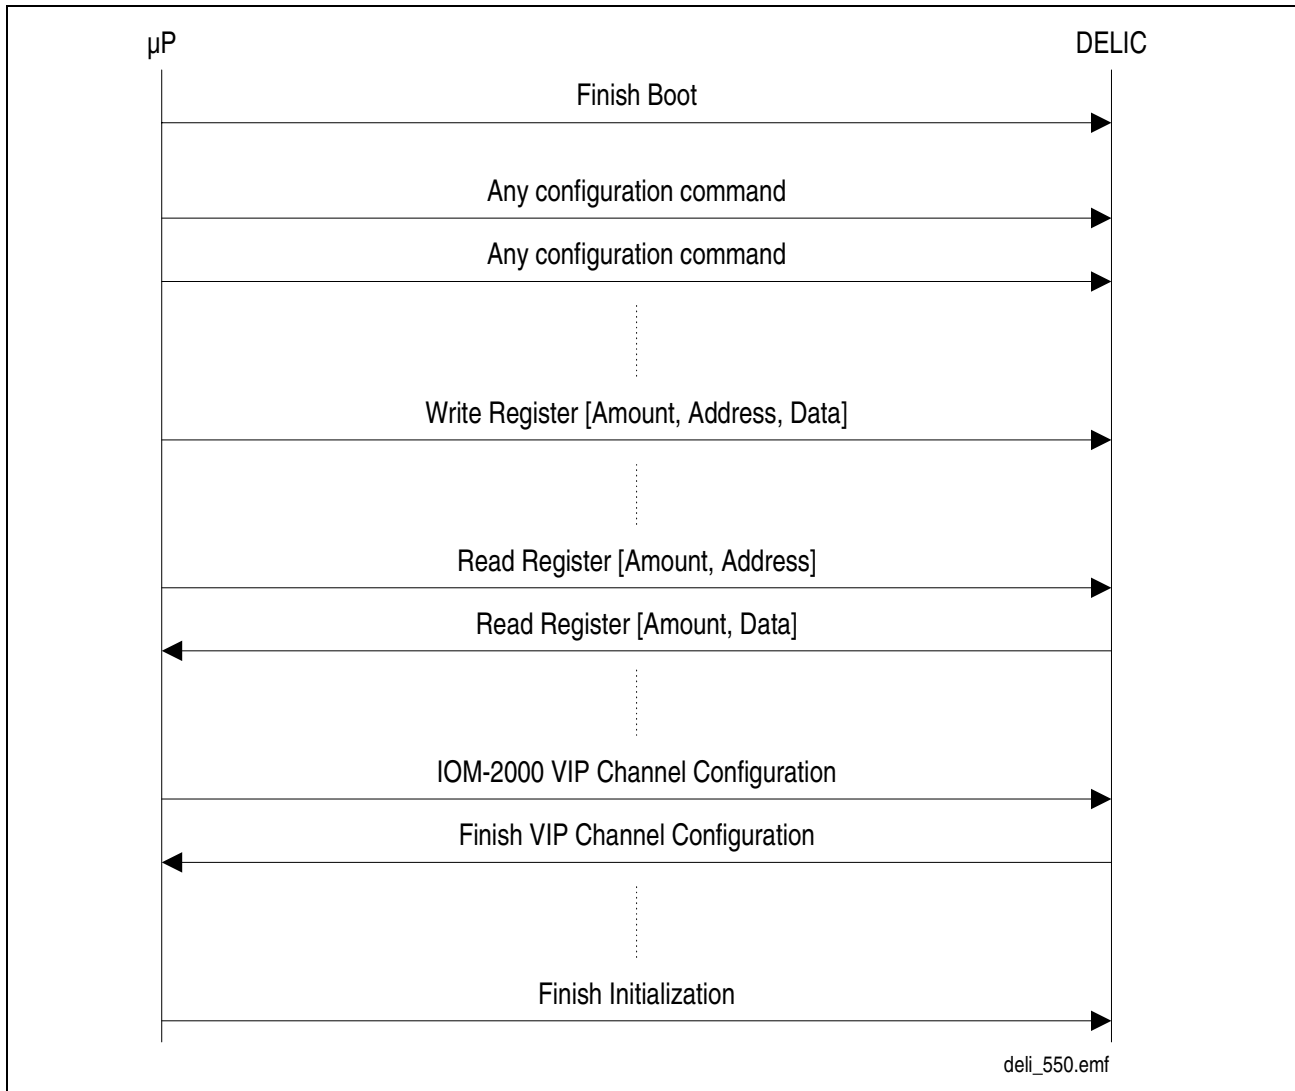 µP DELIC
Finish Boot
Any configuration command
Any configuration command
Write Register [Amount, Address, Data]
Read Register [Amount, Address]
Read Register [Amount, Data]
IOM-2000 VIP Channel Configuration
Finish VIP Channel Configuration
Finish Initialization
deli_550.emf